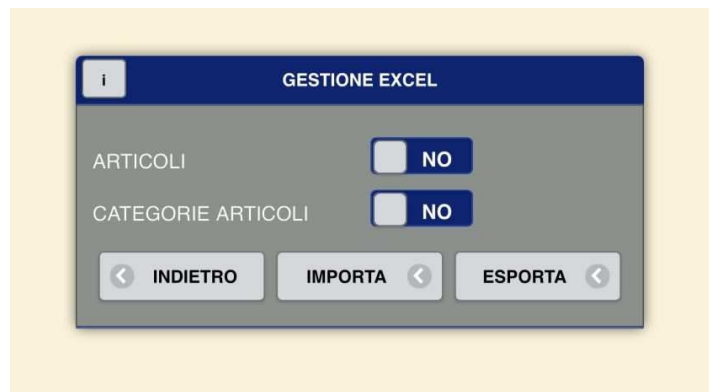 i
GESTIONE EXCEL
ARTICOLI NO
CATEGORIE ARTICOLI NO
INDIETRO IMPORTA ESPORTA